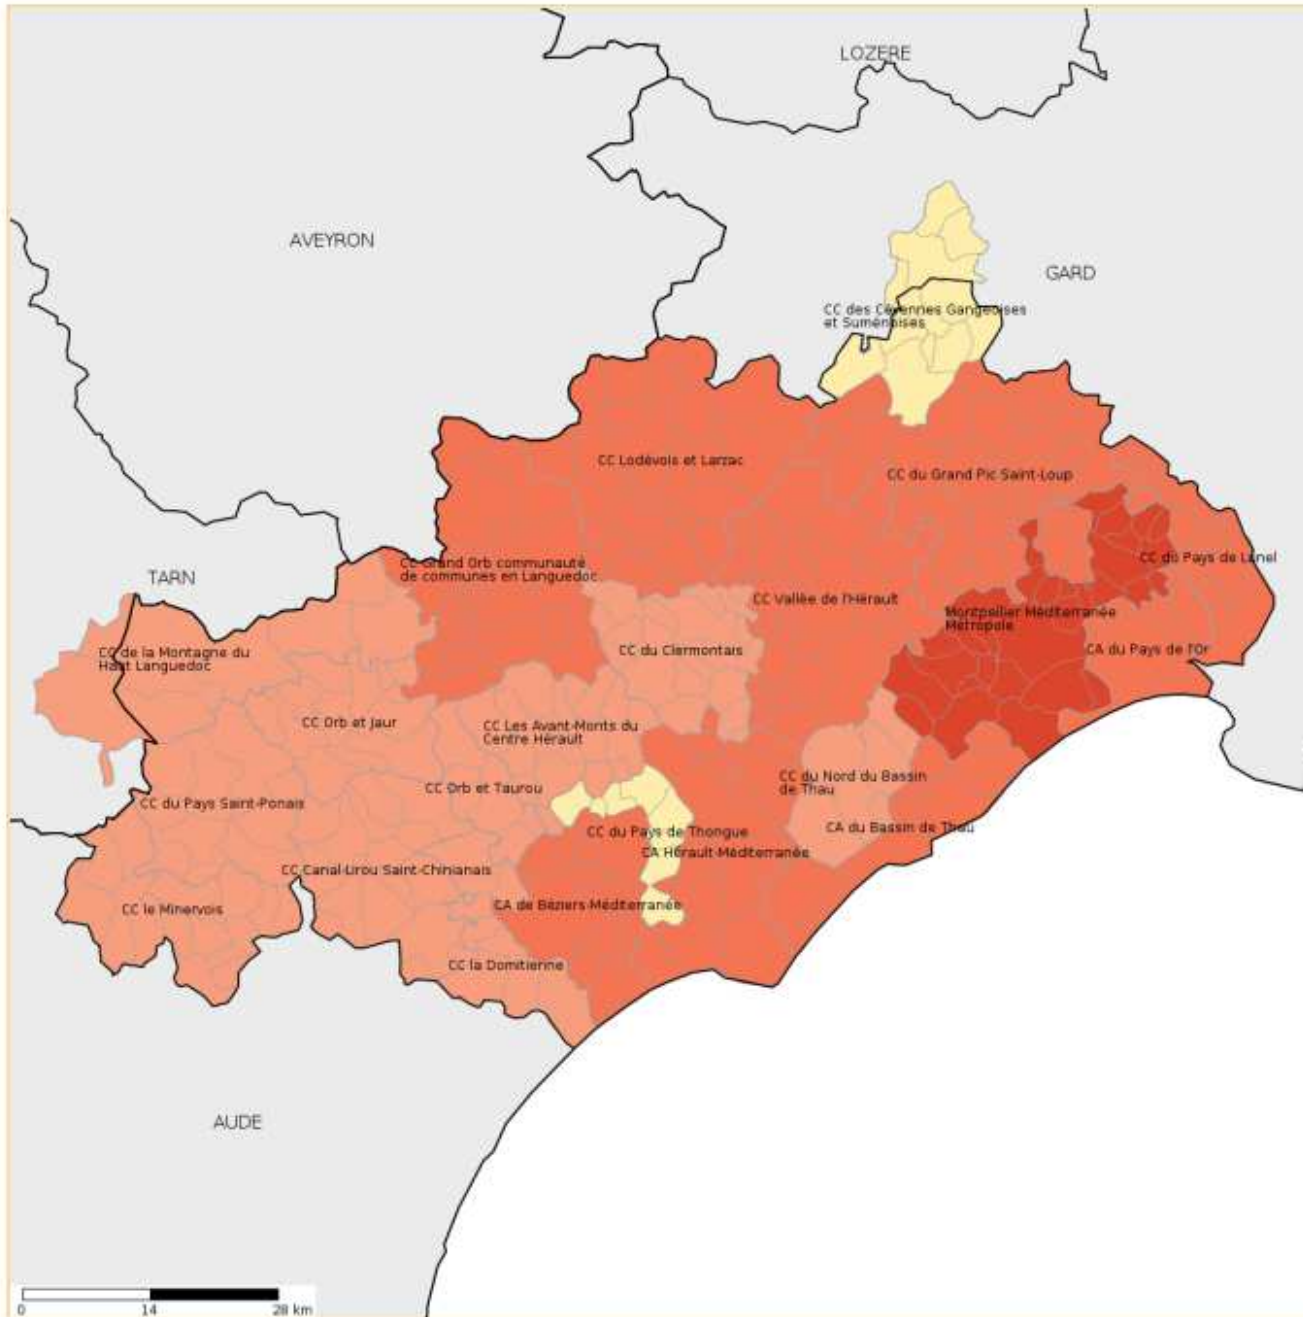 LOZERE
AVEYRON
GARD
CC des Cévennes Gangeoises
et Suménoises
CC Lodévois et Larzac
CC du Grand Pic Saint-Loup
CC Grand Orb communauté
de communes en Languedoc
CC du Pays de Lunel
TARN
CC Vallée de l'Hérault
Montpellier Méditerranée
Métropole
CC de la Montagne du
Haut Languedoc
CC du Clermontais
CA du Pays de l'Or
CC Orb et Jaur
CC Les Avant-Monts du
Centre Hérault
CC du Nord du Bassin
de Thau
CC Orb et Taurou
CC du Pays Saint-Ponais
CA du Bassin de Thau
CC du Pays de Thongue
CA Hérault-Méditerranée
CC Canal-Lirou Saint-Chinianais
CA de Béziers-Méditerranée
CC le Minervois
CC la Domitienne
AUDE
0 14 28 km